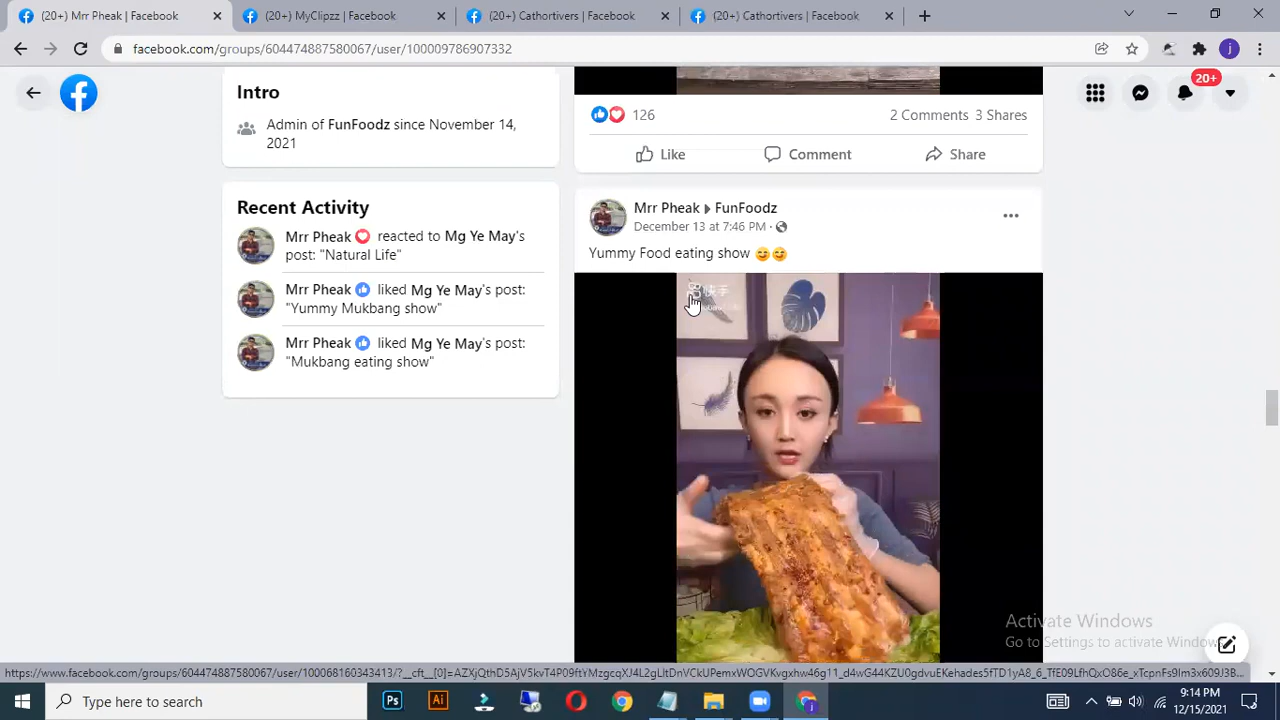 (20+) Mrr Pheak | Facebook
(20+) MyClipzz | Facebook
(20+) Cathortivers | Facebook
(20+) Cathortivers | Facebook
facebook.com/groups/604474887580067/user/100009786907332
20+
Intro
Admin of FunFoodz since November 14,
2021
Recent Activity
Mrr Pheak reacted to Mg Ye May's
post: "Natural Life"
Mrr Pheak liked Mg Ye May's post:
"Yummy Mukbang show"
Mrr Pheak liked Mg Ye May's post:
"Mukbang eating show"
126
2 Comments 3 Shares
Like
Comment
Share
Mrr Pheak FunFoodz
December 13 at 7:46 PM
Yummy Food eating show 😋😋
快手
Activate Windows
Go to Settings to activate Windows
Type here to search
Ps
Ai
9:14 PM
12/15/2021